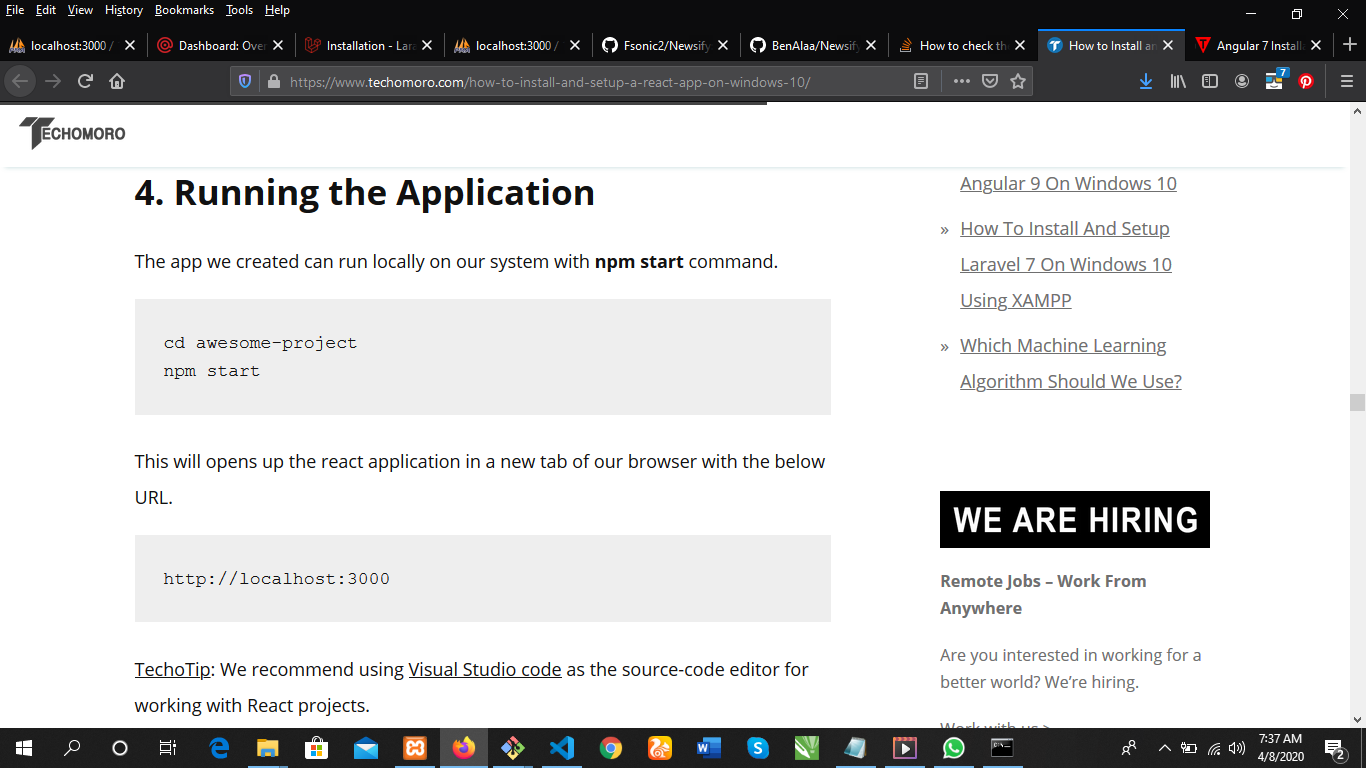 File Edit View History Bookmarks Tools Help
localhost:3000 /
Dashboard: Over
Installation - Lara
localhost:3000 /
Fsonic2/Newsify
BenAlaa/Newsify
How to check th
How to Install an
Angular 7 Installa
https://www.techomoro.com/how-to-install-and-setup-a-react-app-on-windows-10/
7
TECHOMORO
4. Running the Application
The app we created can run locally on our system with npm start command.
cd awesome-project
npm start
This will opens up the react application in a new tab of our browser with the below
URL.
http://localhost:3000
TechoTip: We recommend using Visual Studio code as the source-code editor for
working with React projects.
Angular 9 On Windows 10
» How To Install And Setup
Laravel 7 On Windows 10
Using XAMPP
» Which Machine Learning
Algorithm Should We Use?
WE ARE HIRING
Remote Jobs – Work From
Anywhere
Are you interested in working for a
better world? We’re hiring.
Work with us >
7:37 AM
4/8/2020
2